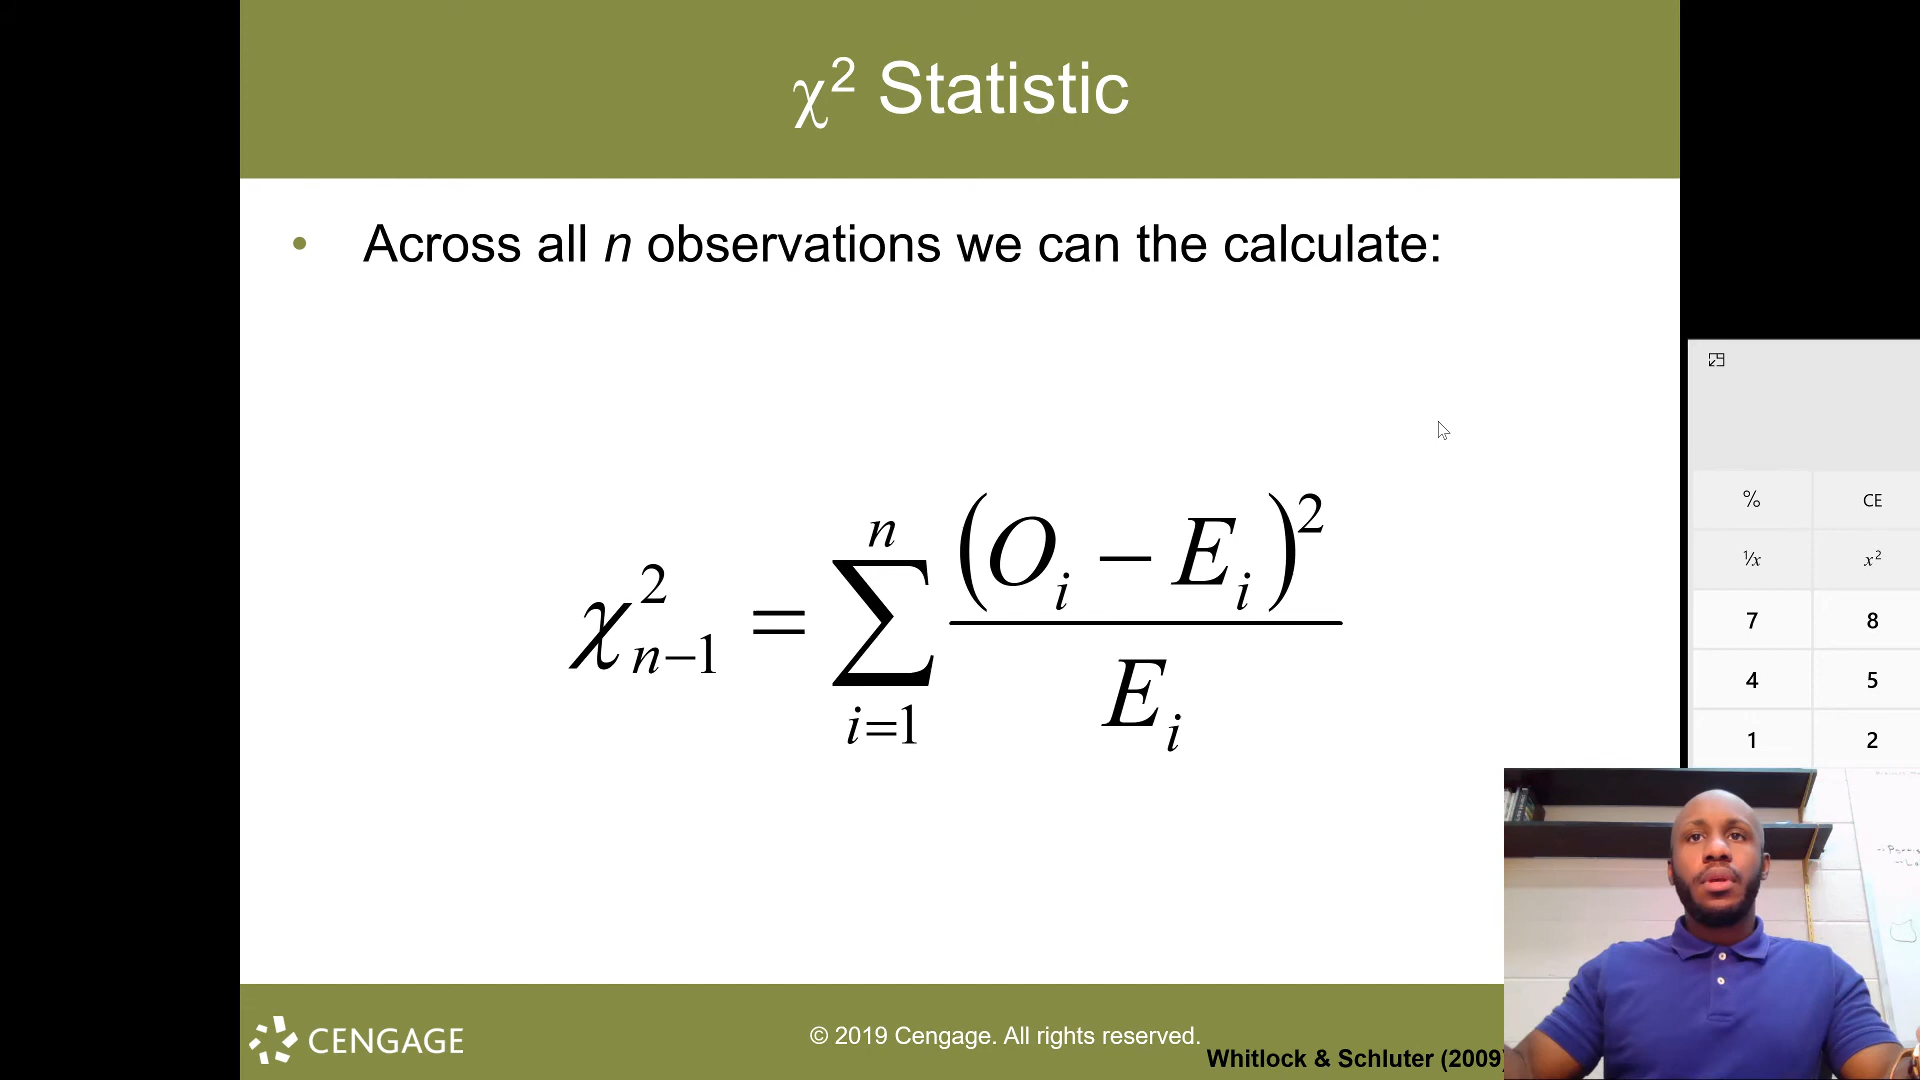 χ² Statistic
• Across all n observations we can the calculate:
χ²ₙ₋₁ = ∑ⁿᵢ₌₁ (Oᵢ − Eᵢ)² / Eᵢ
% CE
¹/x x²
7 8
4 5
1 2
CENGAGE
© 2019 Cengage. All rights reserved.
Whitlock & Schluter (2009)